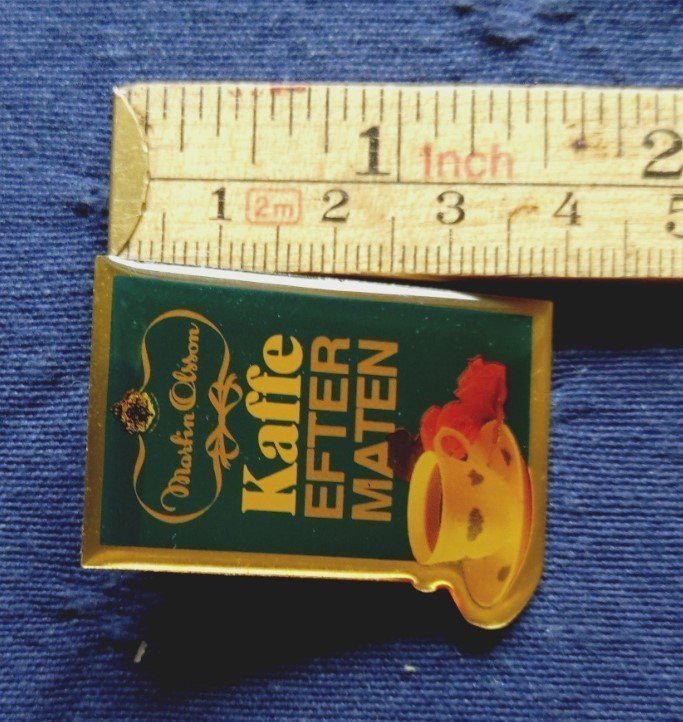 1 Inch 2
1 2m 2 3 4 5
Martin Olsson
Kaffe
EFTER
MATEN